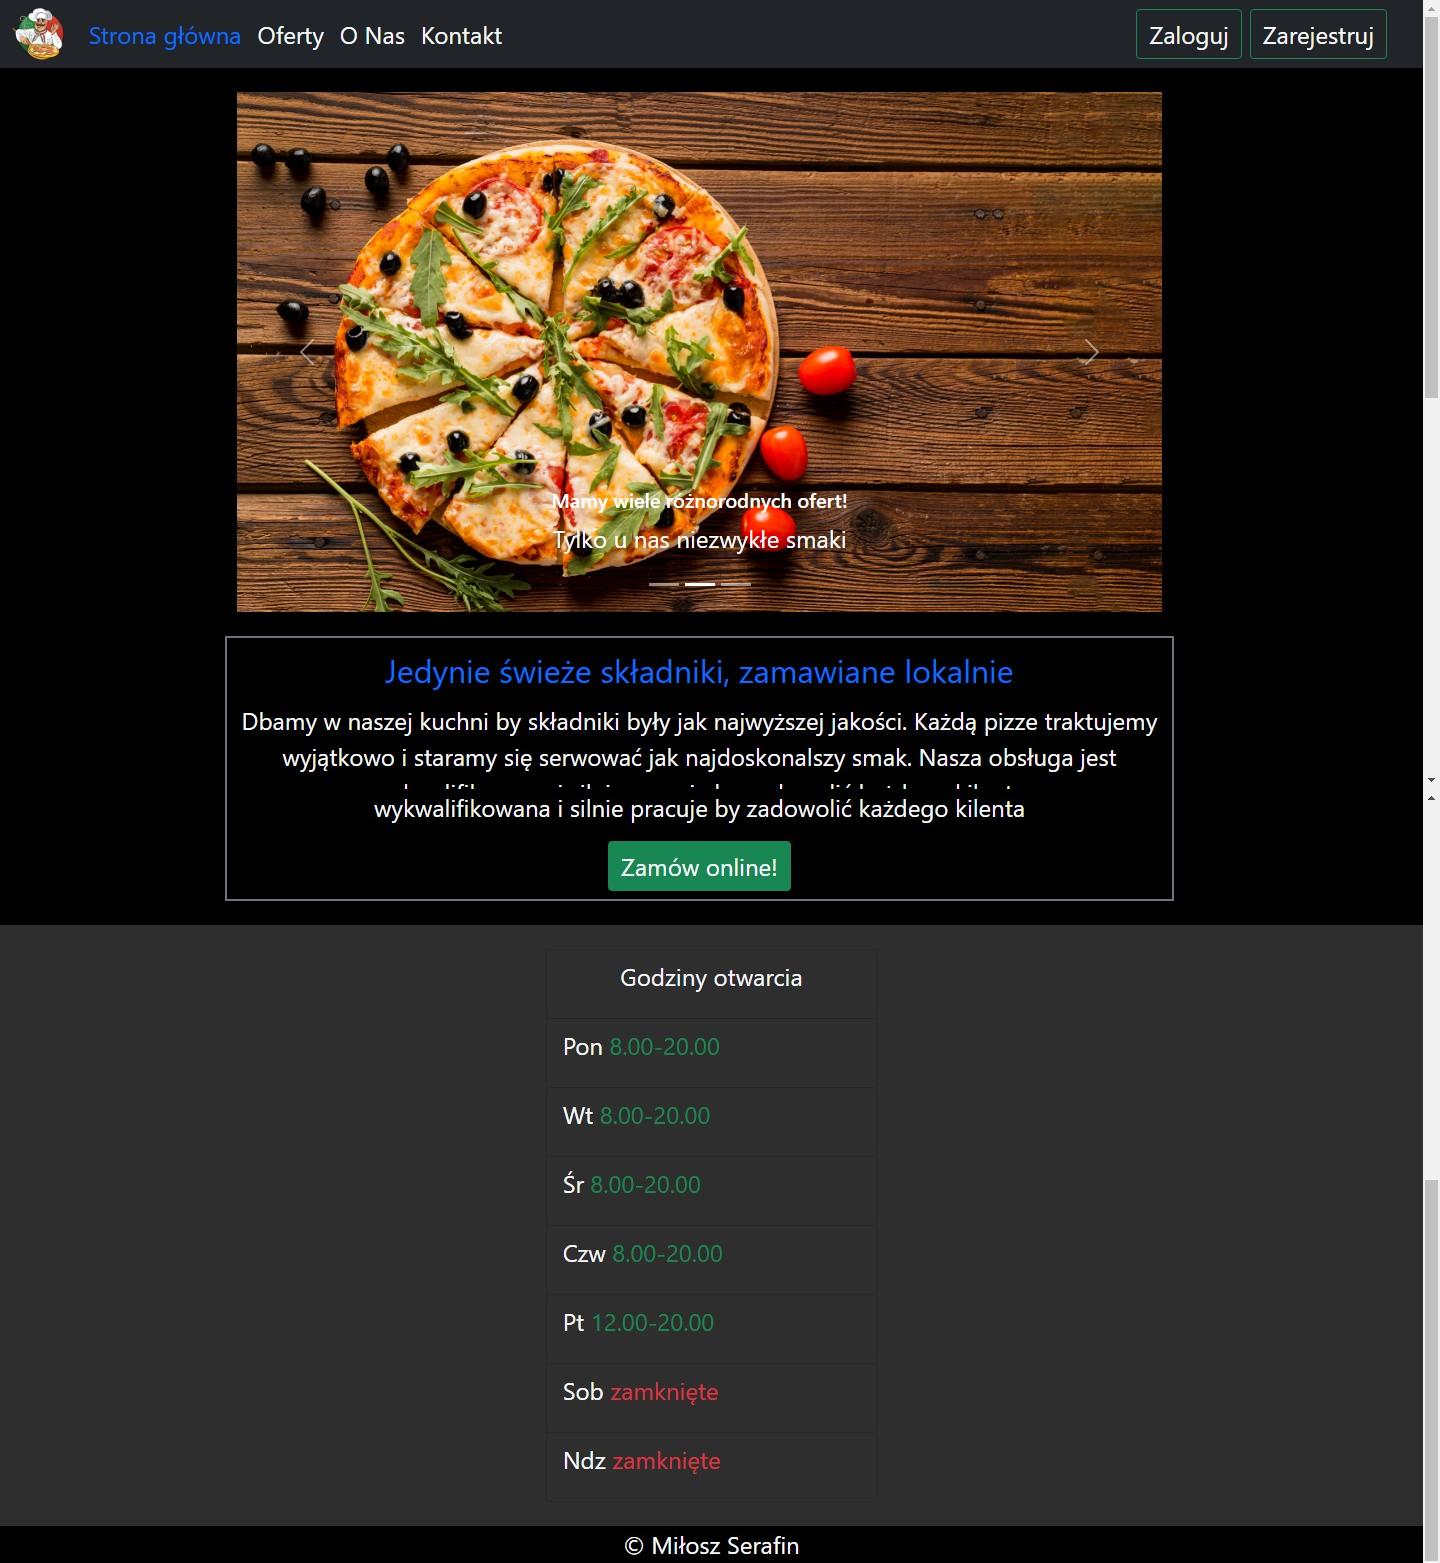 Strona główna Oferty O Nas Kontakt Zaloguj Zarejestruj
Mamy wiele różnorodnych ofert!
Tylko u nas niezwykłe smaki
Jedynie świeże składniki, zamawiane lokalnie
Dbamy w naszej kuchni by składniki były jak najwyższej jakości. Każdą pizze traktujemy
wyjątkowo i staramy się serwować jak najdoskonalszy smak. Nasza obsługa jest
wykwalifikowana i silnie pracuje by zadowolić każdego kilenta
Zamów online!
Godziny otwarcia
Pon 8.00-20.00
Wt 8.00-20.00
Śr 8.00-20.00
Czw 8.00-20.00
Pt 12.00-20.00
Sob zamknięte
Ndz zamknięte
© Miłosz Serafin